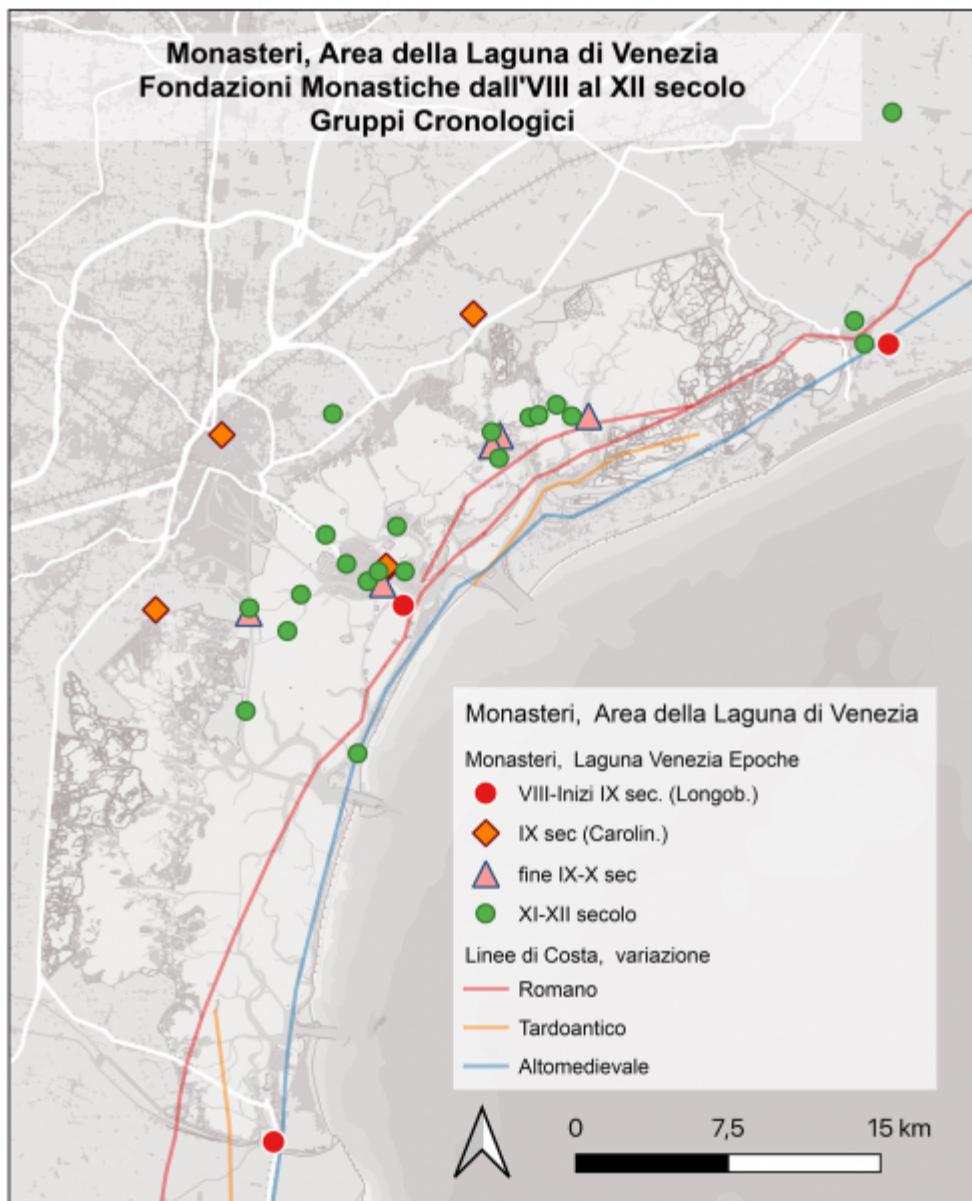 Monasteri, Area della Laguna di Venezia
Fondazioni Monastiche dall'VIII al XII secolo
Gruppi Cronologici
Monasteri, Area della Laguna di Venezia
Monasteri, Laguna Venezia Epoche
VIII-Inizi IX sec. (Longob.)
IX sec (Carolin.)
fine IX-X sec
XI-XII secolo
Linee di Costa, variazione
Romano
Tardoantico
Altomedievale
0 7,5 15 km